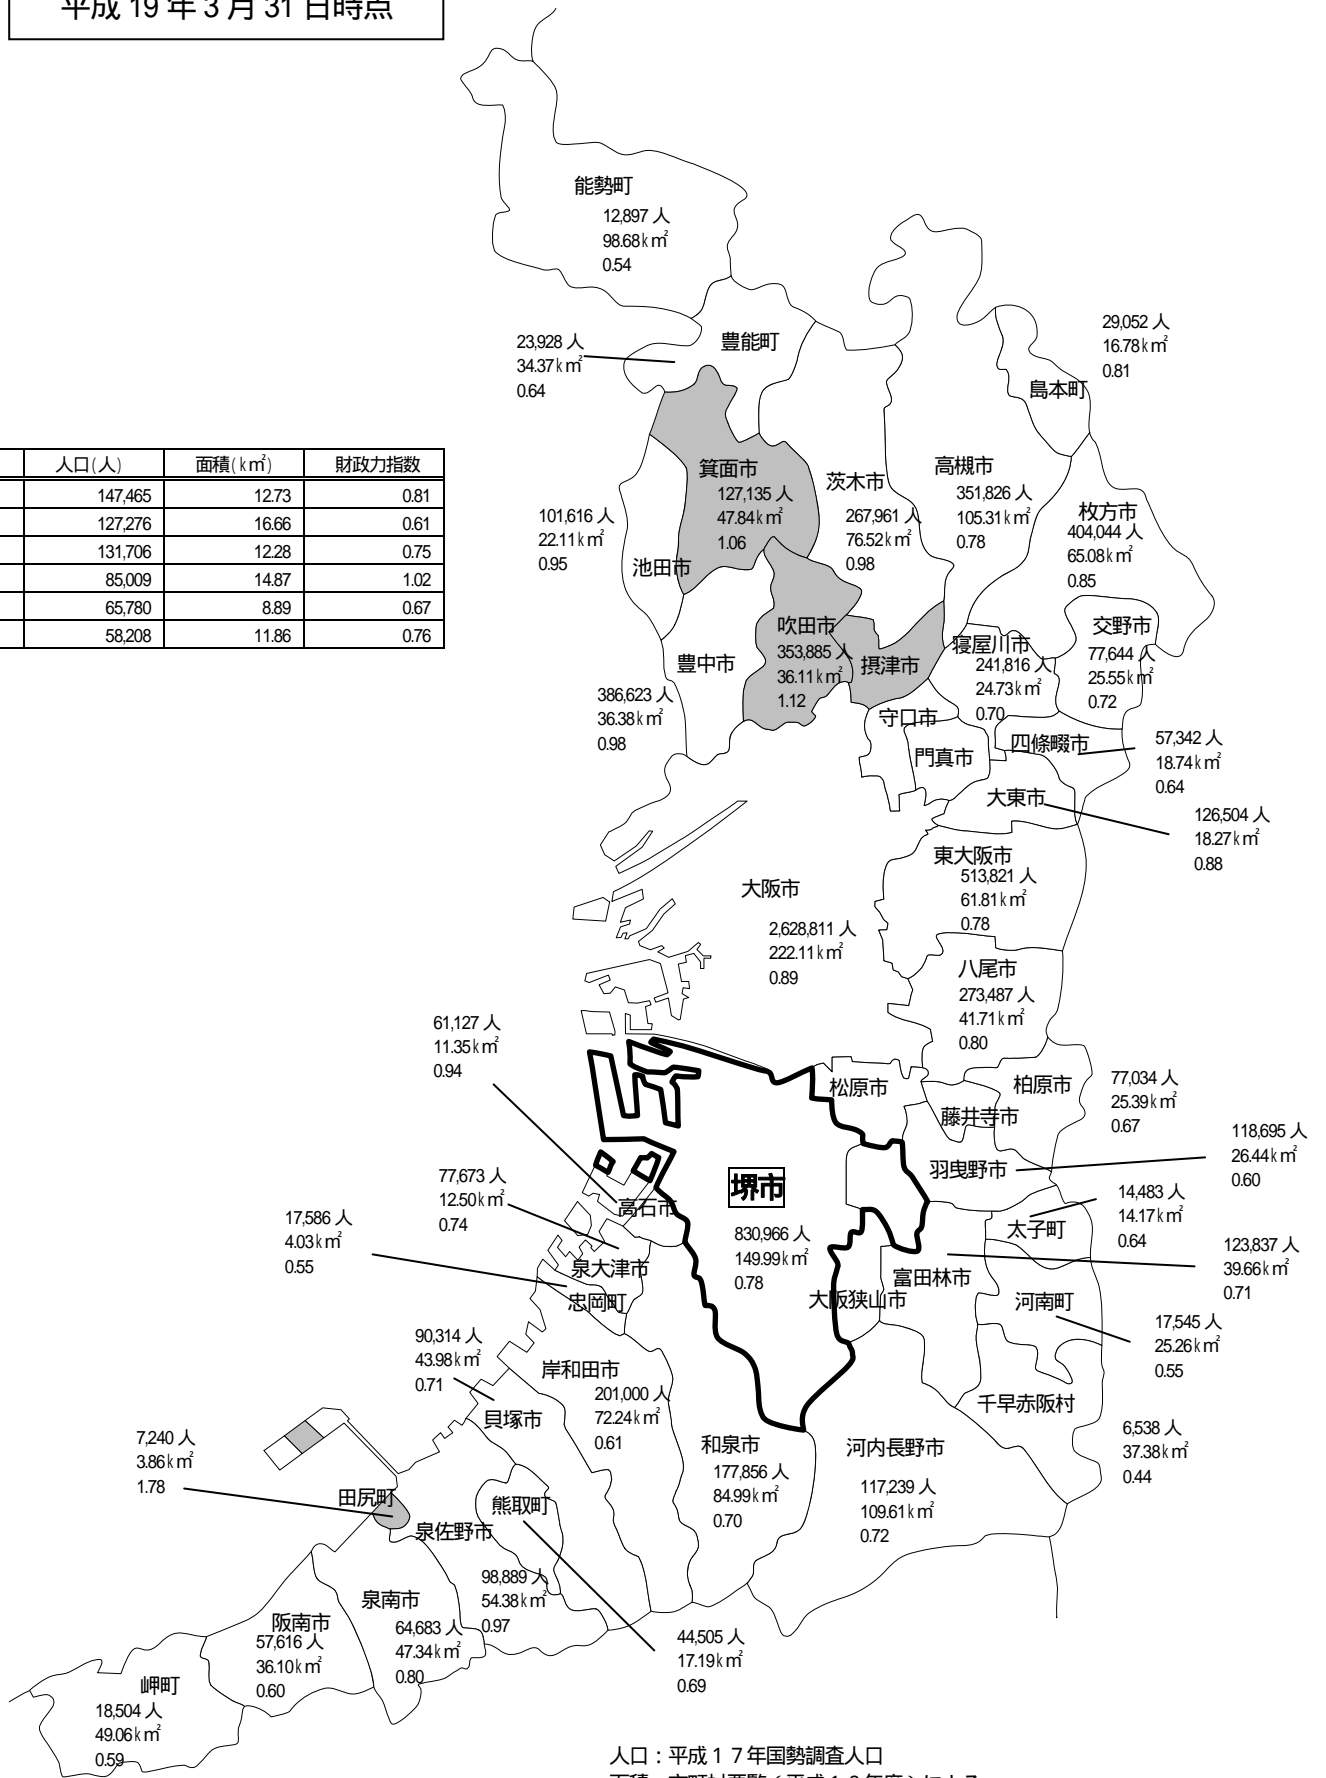 平成 19 年 3 月 31 日時点
能勢町
12,897 人
98.68k㎡
0.54
豊能町
23,928 人
34.37k㎡
0.64
29,052 人
16.78k㎡
0.81
島本町
人口(人) 面積(k㎡) 財政力指数
147,465 12.73 0.81
127,276 16.66 0.61
131,706 12.28 0.75
85,009 14.87 1.02
65,780 8.89 0.67
58,208 11.86 0.76
箕面市
127,135 人
47.84k㎡
1.06
茨木市
267,961 人
76.52k㎡
0.98
高槻市
351,826 人
105.31k㎡
0.78
枚方市
404,044 人
65.08k㎡
0.85
101,616 人
22.11k㎡
0.95
池田市
吹田市
353,885 人
36.11k㎡
1.12
摂津市
寝屋川市
241,816 人
24.73k㎡
0.70
交野市
77,644 人
25.55k㎡
0.72
豊中市
386,623 人
36.38k㎡
0.98
守口市
門真市
四條畷市
57,342 人
18.74k㎡
0.64
大東市
126,504 人
18.27k㎡
0.88
東大阪市
513,821 人
61.81k㎡
0.78
大阪市
2,628,811 人
222.11k㎡
0.89
八尾市
273,487 人
41.71k㎡
0.80
61,127 人
11.35k㎡
0.94
松原市
柏原市
77,034 人
25.39k㎡
0.67
藤井寺市
羽曳野市
118,695 人
26.44k㎡
0.60
堺市
830,966 人
149.99k㎡
0.78
高石市
77,673 人
12.50k㎡
0.74
泉大津市
17,586 人
4.03k㎡
0.55
忠岡町
太子町
14,483 人
14.17k㎡
0.64
富田林市
123,837 人
39.66k㎡
0.71
大阪狭山市
河南町
17,545 人
25.26k㎡
0.55
90,314 人
43.98k㎡
0.71
貝塚市
岸和田市
201,000 人
72.24k㎡
0.61
千早赤阪村
6,538 人
37.38k㎡
0.44
和泉市
177,856 人
84.99k㎡
0.70
河内長野市
117,239 人
109.61k㎡
0.72
7,240 人
3.86k㎡
1.78
田尻町
熊取町
泉佐野市
98,889 人
54.38k㎡
0.97
44,505 人
17.19k㎡
0.69
泉南市
64,683 人
47.34k㎡
0.80
阪南市
57,616 人
36.10k㎡
0.60
岬町
18,504 人
49.06k㎡
0.59
人口：平成１７年国勢調査人口